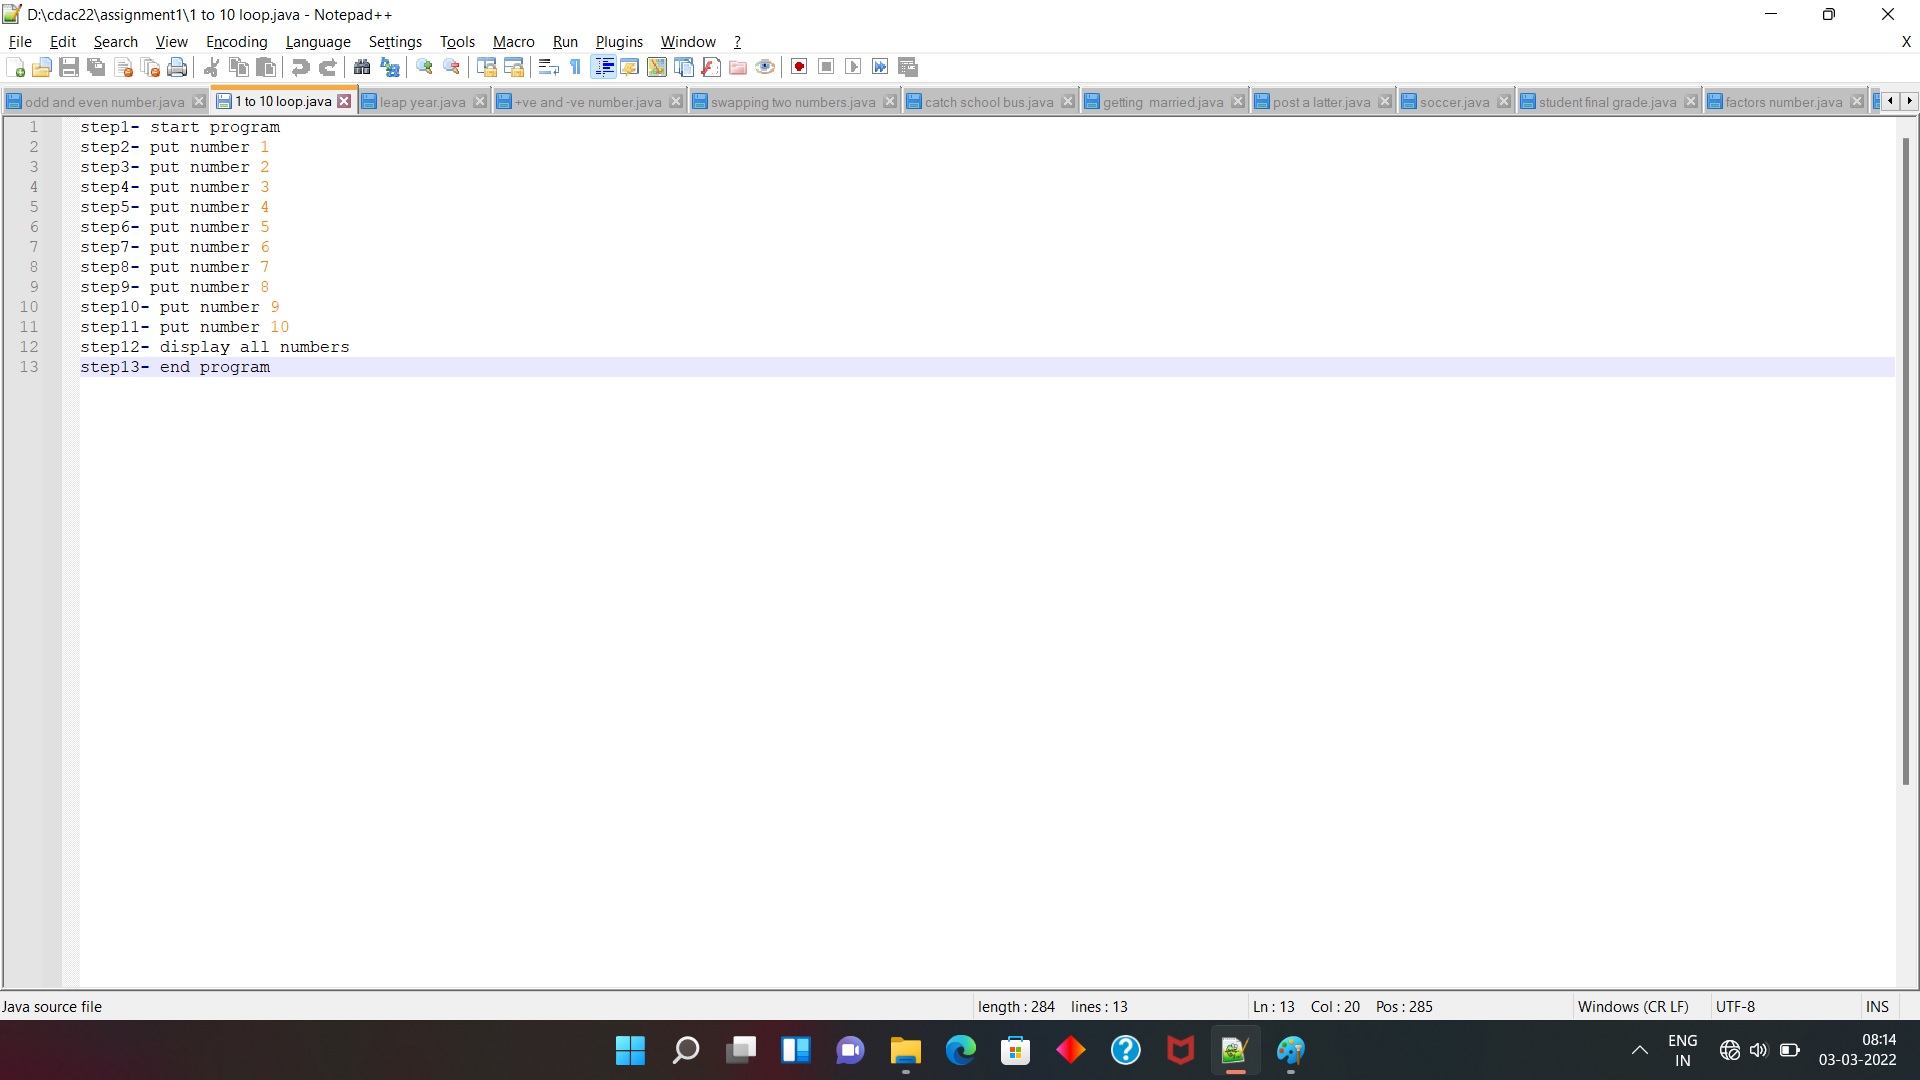 D:\cdac22\assignment1\1 to 10 loop.java - Notepad++
File Edit Search View Encoding Language Settings Tools Macro Run Plugins Window ? X
odd and even number.java 1 to 10 loop.java leap year.java +ve and -ve number.java swapping two numbers.java catch school bus.java getting married.java post a latter.java soccer.java student final grade.java factors number.java
1 step1- start program
2 step2- put number 1
3 step3- put number 2
4 step4- put number 3
5 step5- put number 4
6 step6- put number 5
7 step7- put number 6
8 step8- put number 7
9 step9- put number 8
10 step10- put number 9
11 step11- put number 10
12 step12- display all numbers
13 step13- end program
Java source file length : 284 lines : 13 Ln : 13 Col : 20 Pos : 285 Windows (CR LF) UTF-8 INS
ENG 08:14
IN 03-03-2022